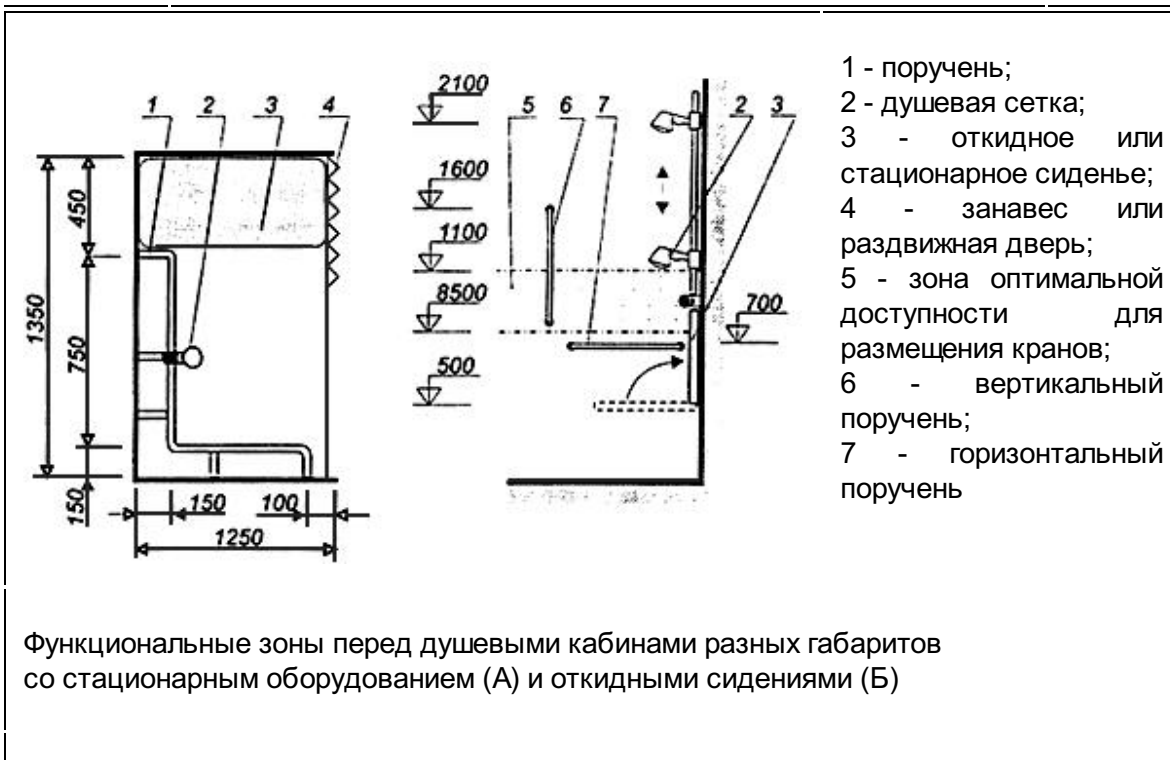 1 2 3 4
450
1350
750
150
150 100
1250
2100
5 6 7 2 3
1600
1100
8500
700
500
1 - поручень;
2 - душевая сетка;
3 - откидное или
стационарное сиденье;
4 - занавес или
раздвижная дверь;
5 - зона оптимальной
доступности для
размещения кранов;
6 - вертикальный
поручень;
7 - горизонтальный
поручень
Функциональные зоны перед душевыми кабинами разных габаритов
со стационарным оборудованием (А) и откидными сидениями (Б)